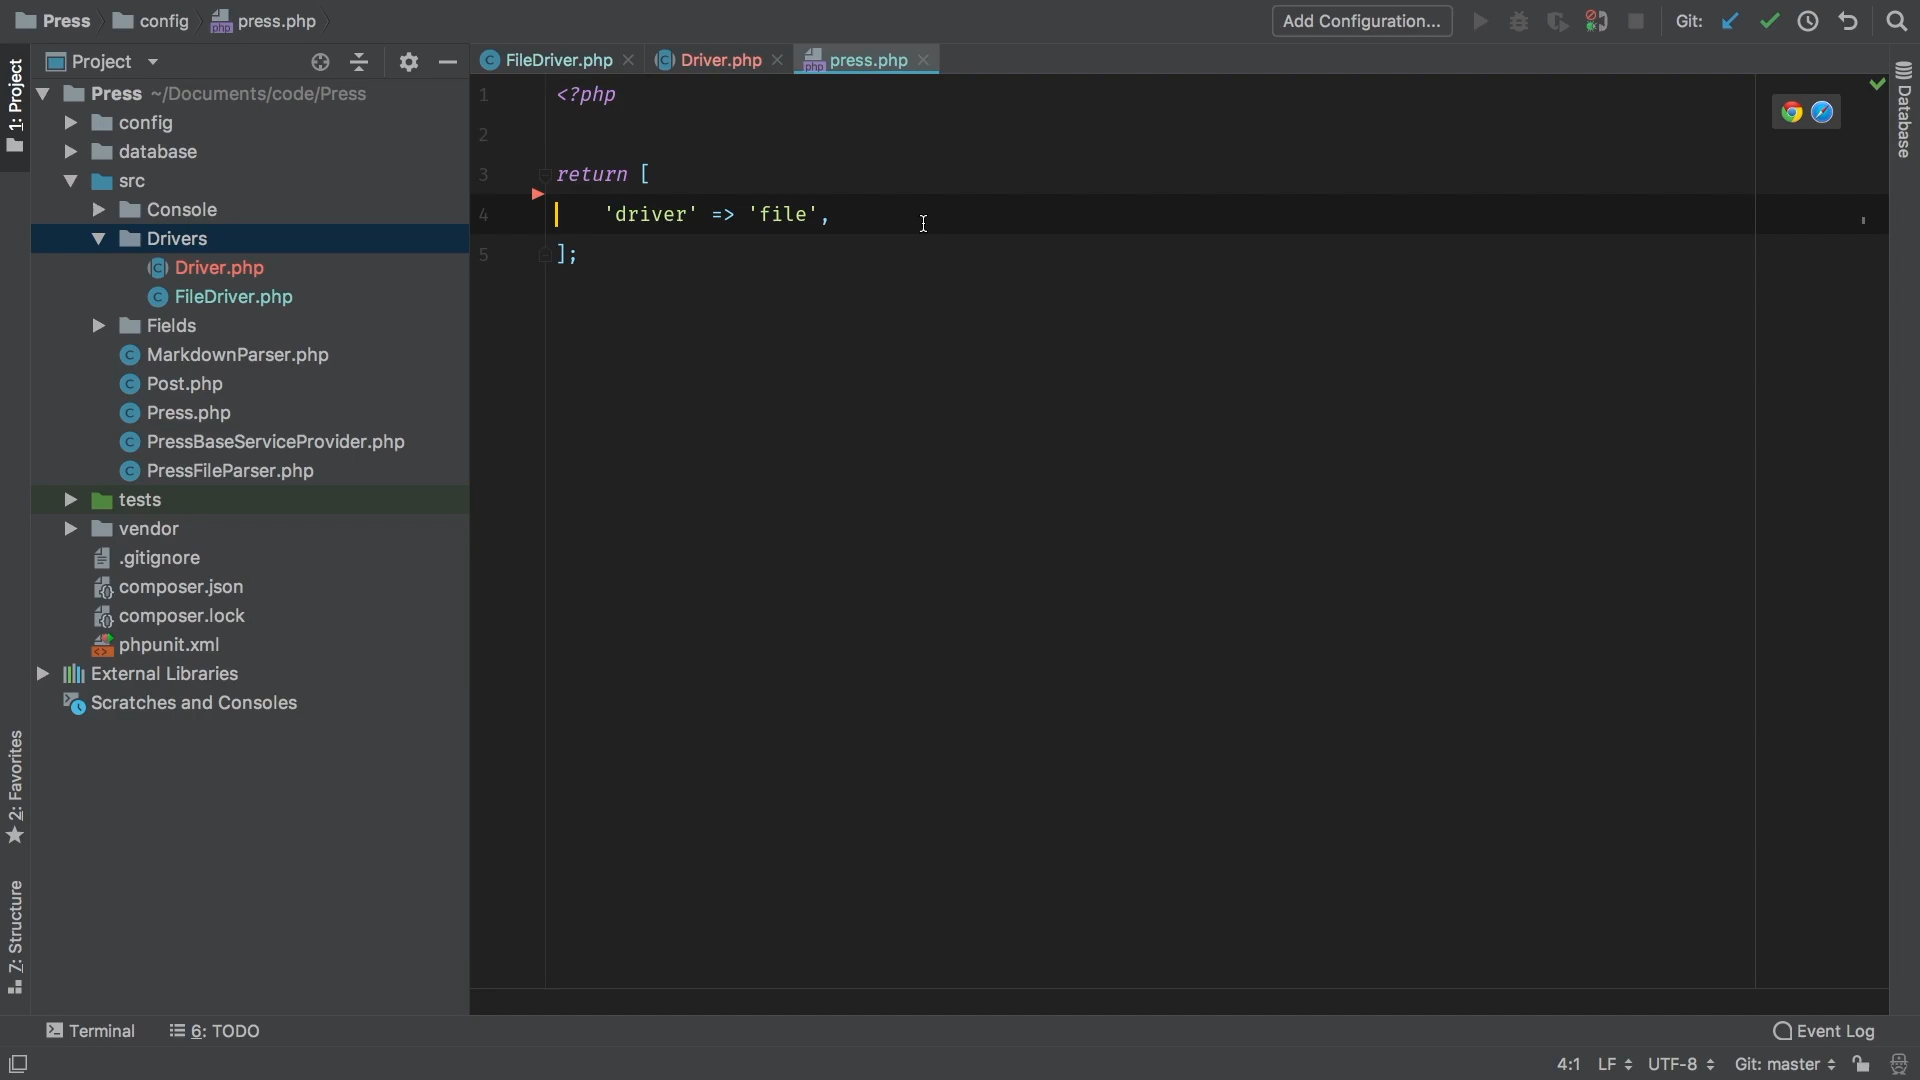 Press config press.php Add Configuration... Git:
1: Project
Project
FileDriver.php Driver.php press.php
Press ~/Documents/code/Press
config
database
src
Console
Drivers
Driver.php
FileDriver.php
Fields
MarkdownParser.php
Post.php
Press.php
PressBaseServiceProvider.php
PressFileParser.php
tests
vendor
.gitignore
composer.json
composer.lock
phpunit.xml
External Libraries
Scratches and Consoles
1 <?php
2
3 return [
4 'driver' => 'file',
5 ];
Database
2: Favorites
Z: Structure
Terminal 6: TODO Event Log
4:1 LF UTF-8 Git: master